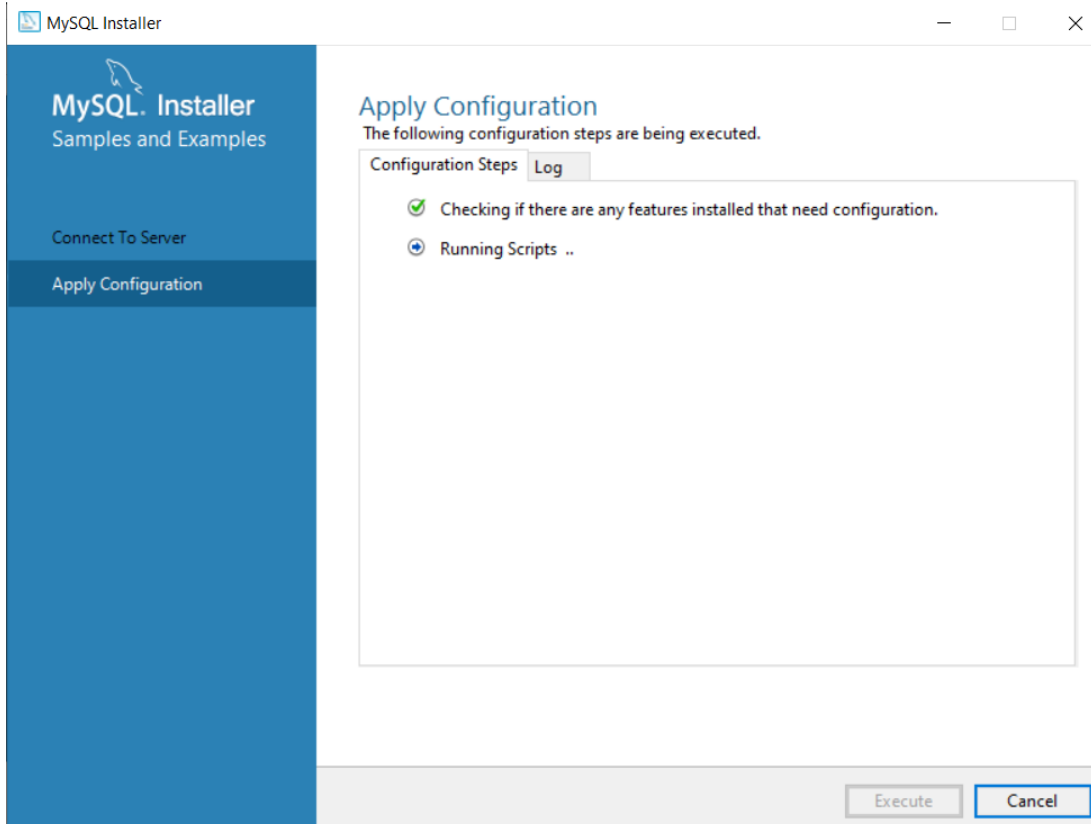 MySQL Installer
MySQL. Installer
Samples and Examples
Connect To Server
Apply Configuration
Apply Configuration
The following configuration steps are being executed.
Configuration Steps Log
Checking if there are any features installed that need configuration.
Running Scripts ..
Execute Cancel